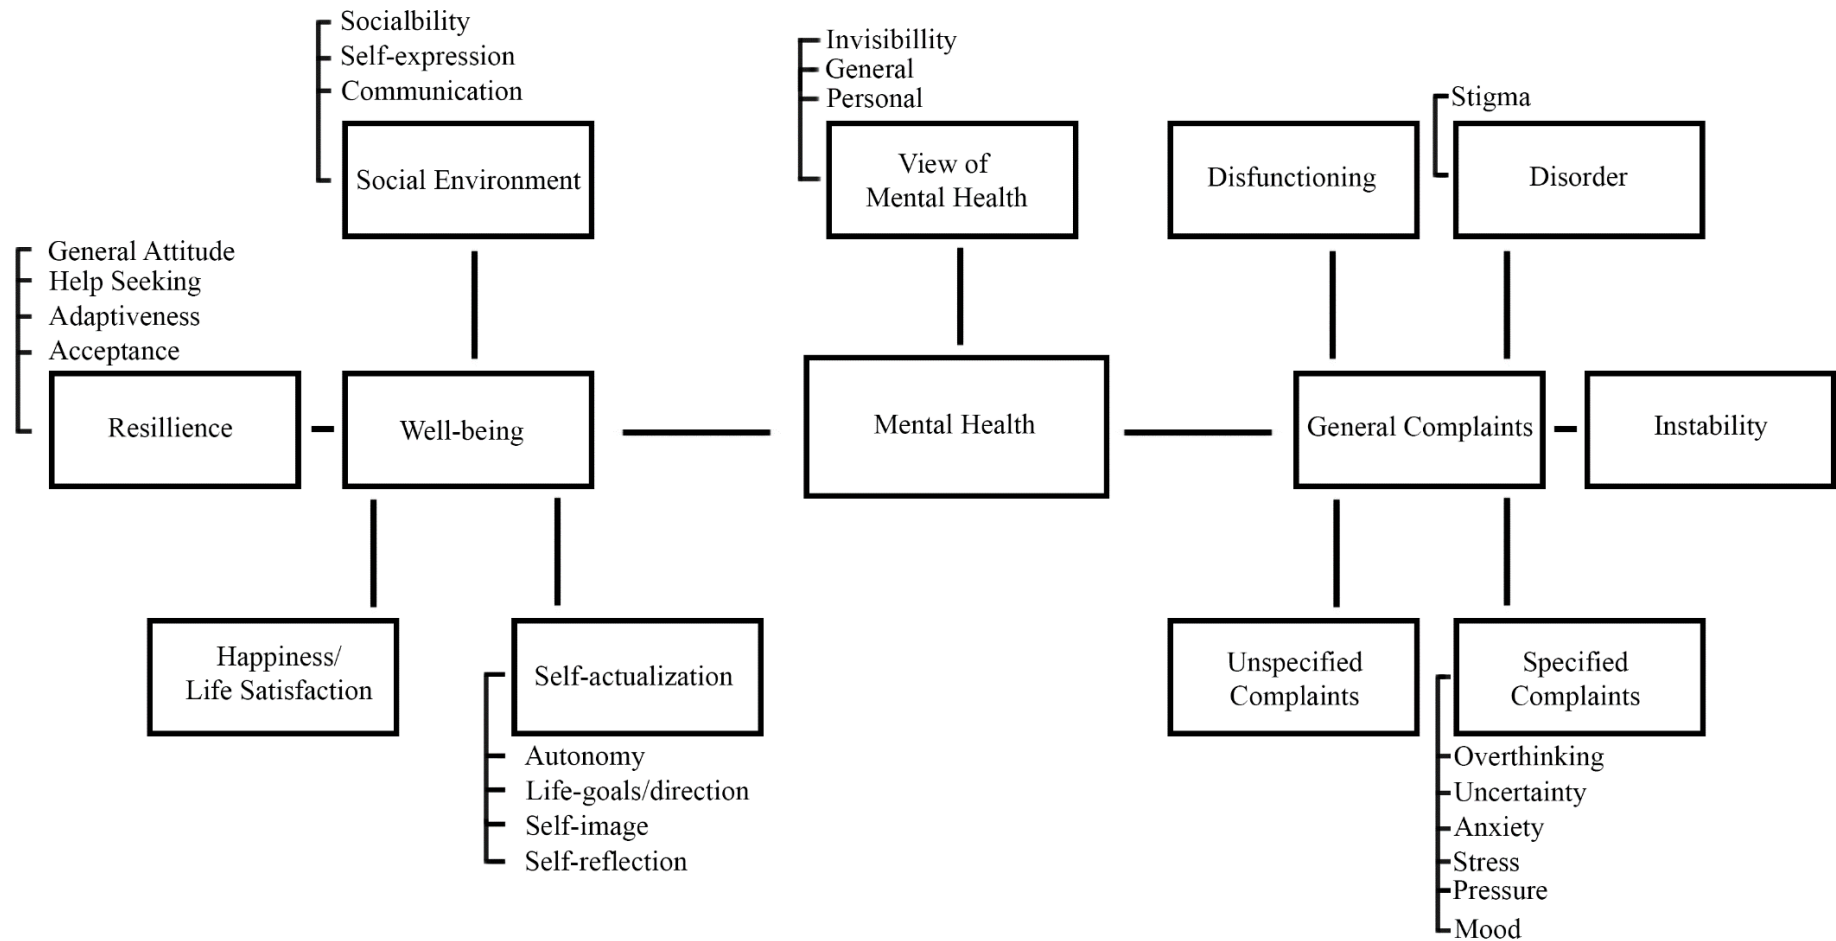 Socialbility
Self-expression
Communication
Social Environment
Invisibillity
General
Personal
View of
Mental Health
Disfunctioning
Stigma
Disorder
General Attitude
Help Seeking
Adaptiveness
Acceptance
Resillience
Well-being
Mental Health
General Complaints
Instability
Happiness/
Life Satisfaction
Self-actualization
Autonomy
Life-goals/direction
Self-image
Self-reflection
Unspecified
Complaints
Specified
Complaints
Overthinking
Uncertainty
Anxiety
Stress
Pressure
Mood